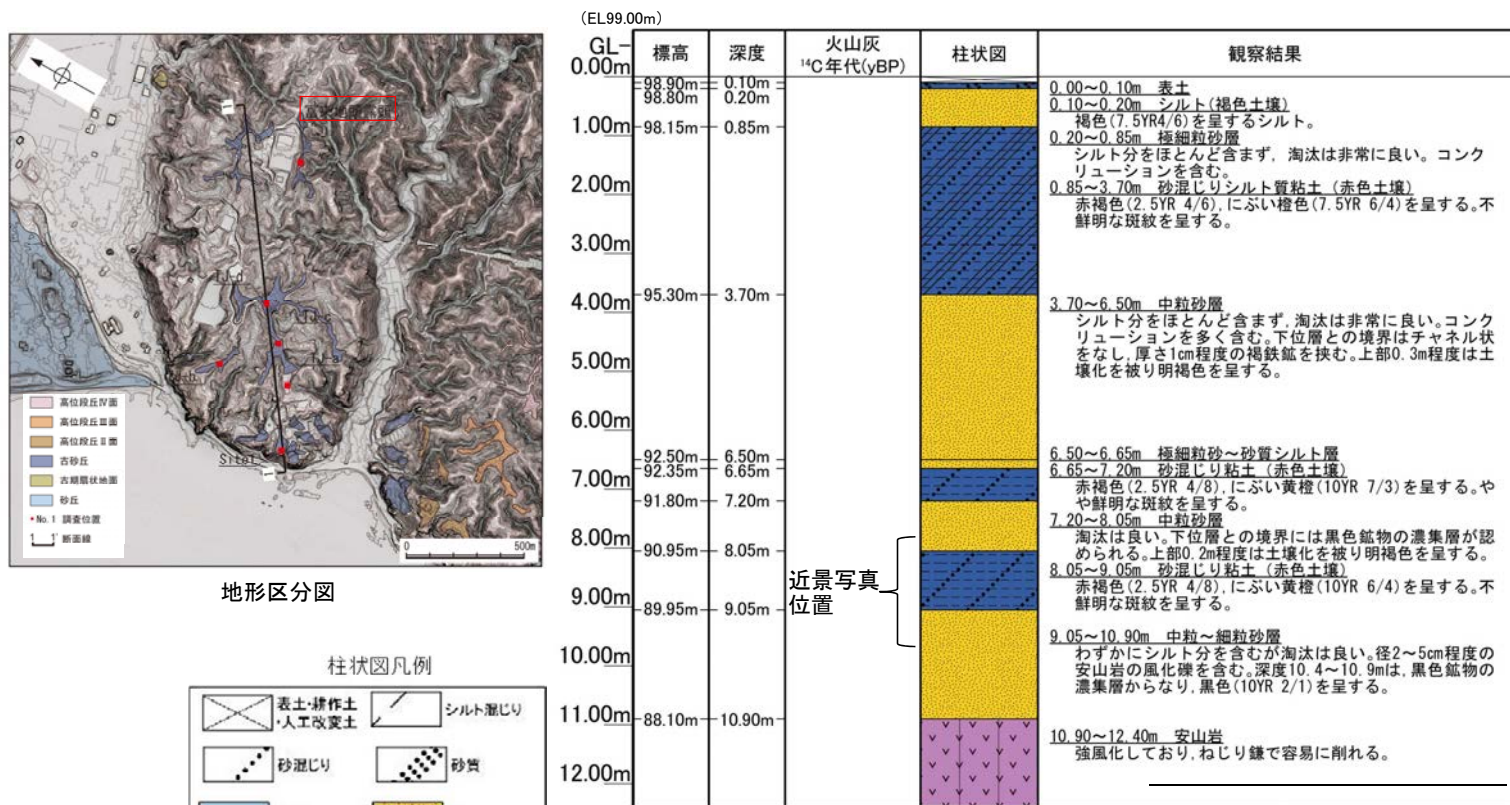 (EL99.00m)
GL-
0.00m
標高
深度
火山灰
¹⁴C年代(yBP)
柱状図
観察結果
98.90m
0.10m
98.80m
0.20m
1.00m
98.15m
0.85m
2.00m
3.00m
4.00m
95.30m
3.70m
5.00m
6.00m
92.50m
6.50m
7.00m
92.35m
6.65m
91.80m
7.20m
8.00m
90.95m
8.05m
9.00m
89.95m
9.05m
10.00m
11.00m
88.10m
10.90m
12.00m
0.00～0.10m 表土
0.10～0.20m シルト(褐色土壌)
褐色(7.5YR4/6)を呈するシルト。
0.20～0.85m 極細粒砂層
シルト分をほとんど含まず, 淘汰は非常に良い。コンク
リューションを含む。
0.85～3.70m 砂混じりシルト質粘土 (赤色土壌)
赤褐色(2.5YR 4/6), にぶい橙色(7.5YR 6/4)を呈する。不
鮮明な斑紋を呈する。
3.70～6.50m 中粒砂層
シルト分をほとんど含まず, 淘汰は非常に良い。コンク
リューションを多く含む。下位層との境界はチャネル状
をなし, 厚さ1cm程度の褐鉄鉱を挟む。上部0.3m程度は土
壌化を被り明褐色を呈する。
6.50～6.65m 極細粒砂～砂質シルト層
6.65～7.20m 砂混じり粘土 (赤色土壌)
赤褐色(2.5YR 4/8), にぶい黄橙(10YR 7/3)を呈する。や
や鮮明な斑紋を呈する。
7.20～8.05m 中粒砂層
淘汰は良い。下位層との境界には黒色鉱物の濃集層が認
められる。上部0.2m程度は土壌化を被り明褐色を呈する。
8.05～9.05m 砂混じり粘土 (赤色土壌)
赤褐色(2.5YR 4/8), にぶい黄橙(10YR 6/4)を呈する。不
鮮明な斑紋を呈する。
9.05～10.90m 中粒～細粒砂層
わずかにシルト分を含むが淘汰は良い。径2～5cm程度の
安山岩の風化礫を含む。深度10.4～10.9mは, 黒色鉱物の
濃集層からなり, 黒色(10YR 2/1)を呈する。
10.90～12.40m 安山岩
強風化しており, ねじり鎌で容易に削れる。
近景写真
位置
高位段丘Ⅳ面
高位段丘Ⅲ面
高位段丘Ⅱ面
古砂丘
古期扇状地面
砂丘
No.1 調査位置
1 1' 断面線
0 500m
地形区分図
柱状図凡例
表土・耕作土
・人工改変土
シルト混じり
砂混じり
砂質